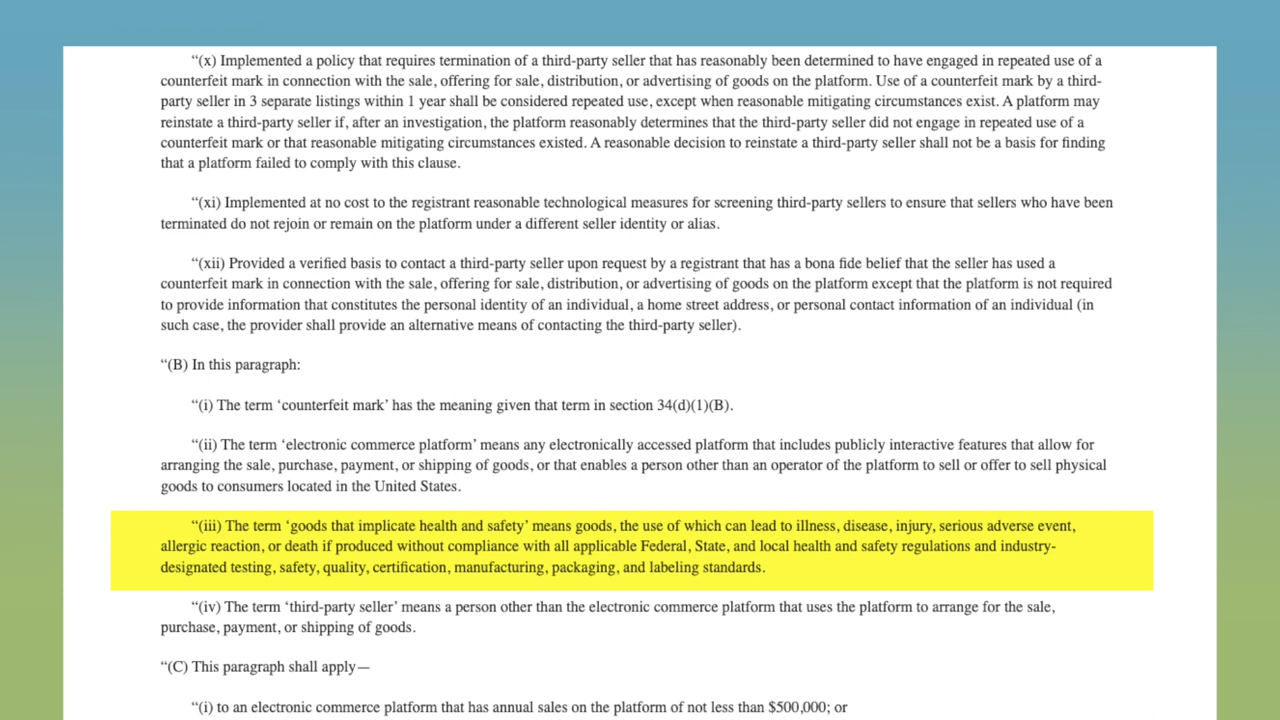 “(x) Implemented a policy that requires termination of a third-party seller that has reasonably been determined to have engaged in repeated use of a
counterfeit mark in connection with the sale, offering for sale, distribution, or advertising of goods on the platform. Use of a counterfeit mark by a third-
party seller in 3 separate listings within 1 year shall be considered repeated use, except when reasonable mitigating circumstances exist. A platform may
reinstate a third-party seller if, after an investigation, the platform reasonably determines that the third-party seller did not engage in repeated use of a
counterfeit mark or that reasonable mitigating circumstances existed. A reasonable decision to reinstate a third-party seller shall not be a basis for finding
that a platform failed to comply with this clause.
“(xi) Implemented at no cost to the registrant reasonable technological measures for screening third-party sellers to ensure that sellers who have been
terminated do not rejoin or remain on the platform under a different seller identity or alias.
“(xii) Provided a verified basis to contact a third-party seller upon request by a registrant that has a bona fide belief that the seller has used a
counterfeit mark in connection with the sale, offering for sale, distribution, or advertising of goods on the platform except that the platform is not required
to provide information that constitutes the personal identity of an individual, a home street address, or personal contact information of an individual (in
such case, the provider shall provide an alternative means of contacting the third-party seller).
“(B) In this paragraph:
“(i) The term ‘counterfeit mark’ has the meaning given that term in section 34(d)(1)(B).
“(ii) The term ‘electronic commerce platform’ means any electronically accessed platform that includes publicly interactive features that allow for
arranging the sale, purchase, payment, or shipping of goods, or that enables a person other than an operator of the platform to sell or offer to sell physical
goods to consumers located in the United States.
“(iii) The term ‘goods that implicate health and safety’ means goods, the use of which can lead to illness, disease, injury, serious adverse event,
allergic reaction, or death if produced without compliance with all applicable Federal, State, and local health and safety regulations and industry-
designated testing, safety, quality, certification, manufacturing, packaging, and labeling standards.
“(iv) The term ‘third-party seller’ means a person other than the electronic commerce platform that uses the platform to arrange for the sale,
purchase, payment, or shipping of goods.
“(C) This paragraph shall apply—
“(i) to an electronic commerce platform that has annual sales on the platform of not less than $500,000; or